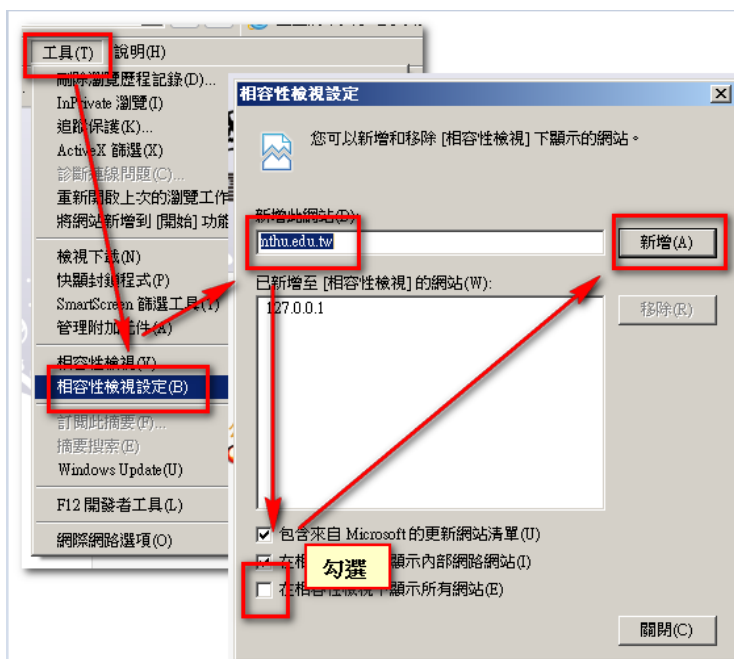 工具(T) 說明(H)
刪除瀏覽歷程記錄(D)...
InPrivate 瀏覽(I)
追蹤保護(K)...
ActiveX 篩選(X)
診斷連線問題(C)...
重新開啟上次的瀏覽工作
將網站新增到 [開始] 功能
檢視下載(N)
快顯封鎖程式(P)
SmartScreen 篩選工具(T)
管理附加元件(A)
相容性檢視(V)
相容性檢視設定(B)
訂閱此摘要(F)...
摘要搜索(E)
Windows Update(U)
F12 開發者工具(L)
網際網路選項(O)
相容性檢視設定
您可以新增和移除 [相容性檢視] 下顯示的網站。
新增此網站(D):
nthu.edu.tw
新增(A)
已新增至 [相容性檢視] 的網站(W):
127.0.0.1
移除(R)
包含來自 Microsoft 的更新網站清單(U)
在相 顯示內部網路網站(I)
勾選
在相容性檢視下顯示所有網站(E)
關閉(C)